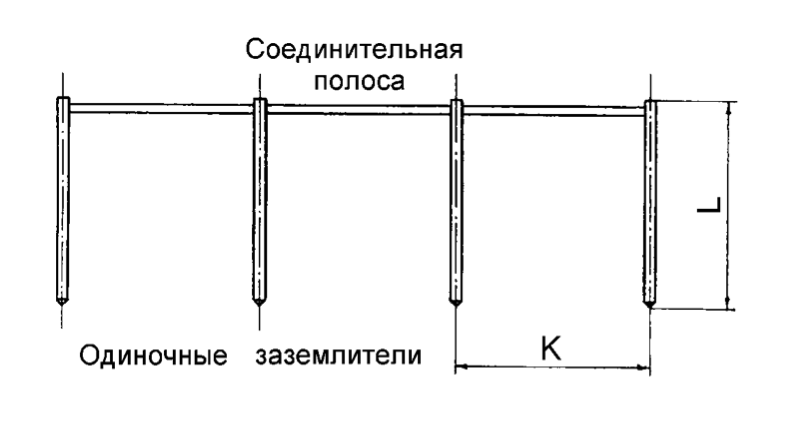 Соединительная
полоса
L
K
Одиночные заземлители